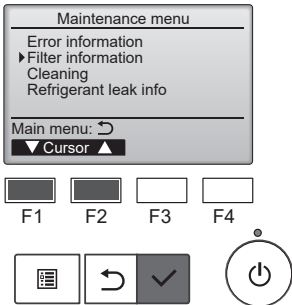 Maintenance menu
Error information
Filter information
Cleaning
Refrigerant leak info
Main menu:
Cursor
F1 F2 F3 F4